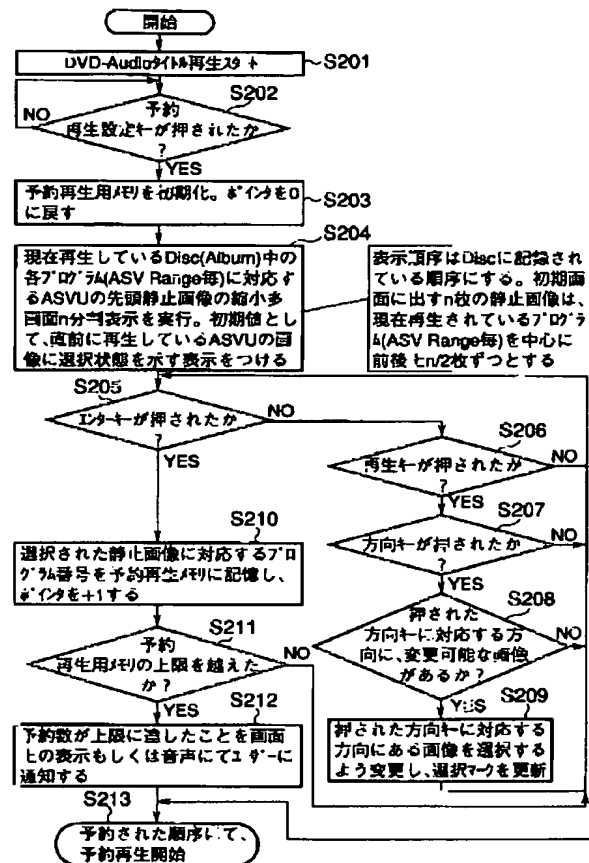 開始
DVD-Audioタイトル再生スタート
S201
S202
NO
予約
再生設定キーが押されたか
?
YES
予約再生用メモリを初期化。ポインタを0
に戻す
S203
S204
現在再生しているDisc(Album)中の
各プログラム(ASV Range毎)に対応す
るASVUの先頭静止画像の縮小多
画面n分割表示を実行。初期値とし
て、直前に再生しているASVUの画
像に選択状態を示す表示をつける
表示順序はDiscに記録され
ている順序にする。初期画
面に出すn枚の静止画像は、
現在再生されているプログラ
ム(ASV Range毎)を中心に
前後±n/2枚ずつとする
S205
エンターキーが押されたか
?
NO
YES
S206
再生キーが押されたか
?
NO
YES
S207
方向キーが押されたか
?
NO
YES
S208
押された
方向キーに対応する方
向に、変更可能な画像
があるか?
NO
YES
S209
押された方向キーに対応する
方向にある画像を選択する
よう変更し、選択マークを更新
S210
選択された静止画像に対応するプロ
グラム番号を予約再生メモリに記憶し、
ポインタを+1する
S211
予約
再生用メモリの上限を越えた
か?
NO
YES
S212
予約数が上限に達したことを画面
上の表示もしくは音声にてユーザーに
通知する
S213
予約された順序にて、
予約再生開始